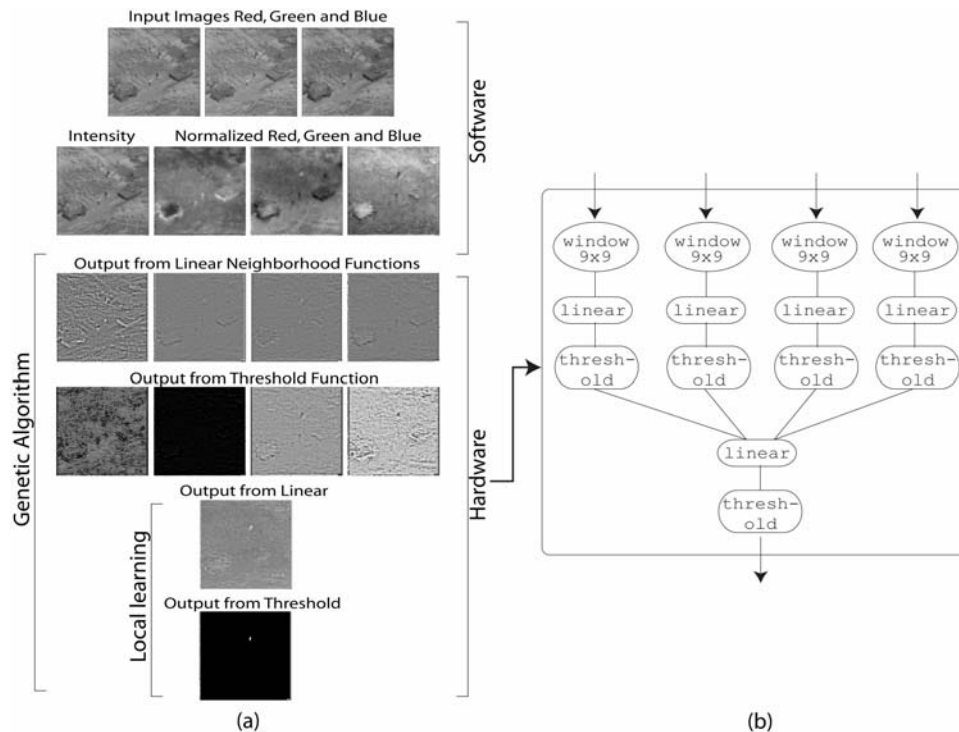 Input Images Red, Green and Blue
Intensity
Normalized Red, Green and Blue
Software
Output from Linear Neighborhood Functions
Output from Threshold Function
Genetic Algorithm
Hardware
Output from Linear
Local learning
Output from Threshold
(a)
window
9x9
window
9x9
window
9x9
window
9x9
linear
linear
linear
linear
thresh-
old
thresh-
old
thresh-
old
thresh-
old
linear
thresh-
old
(b)